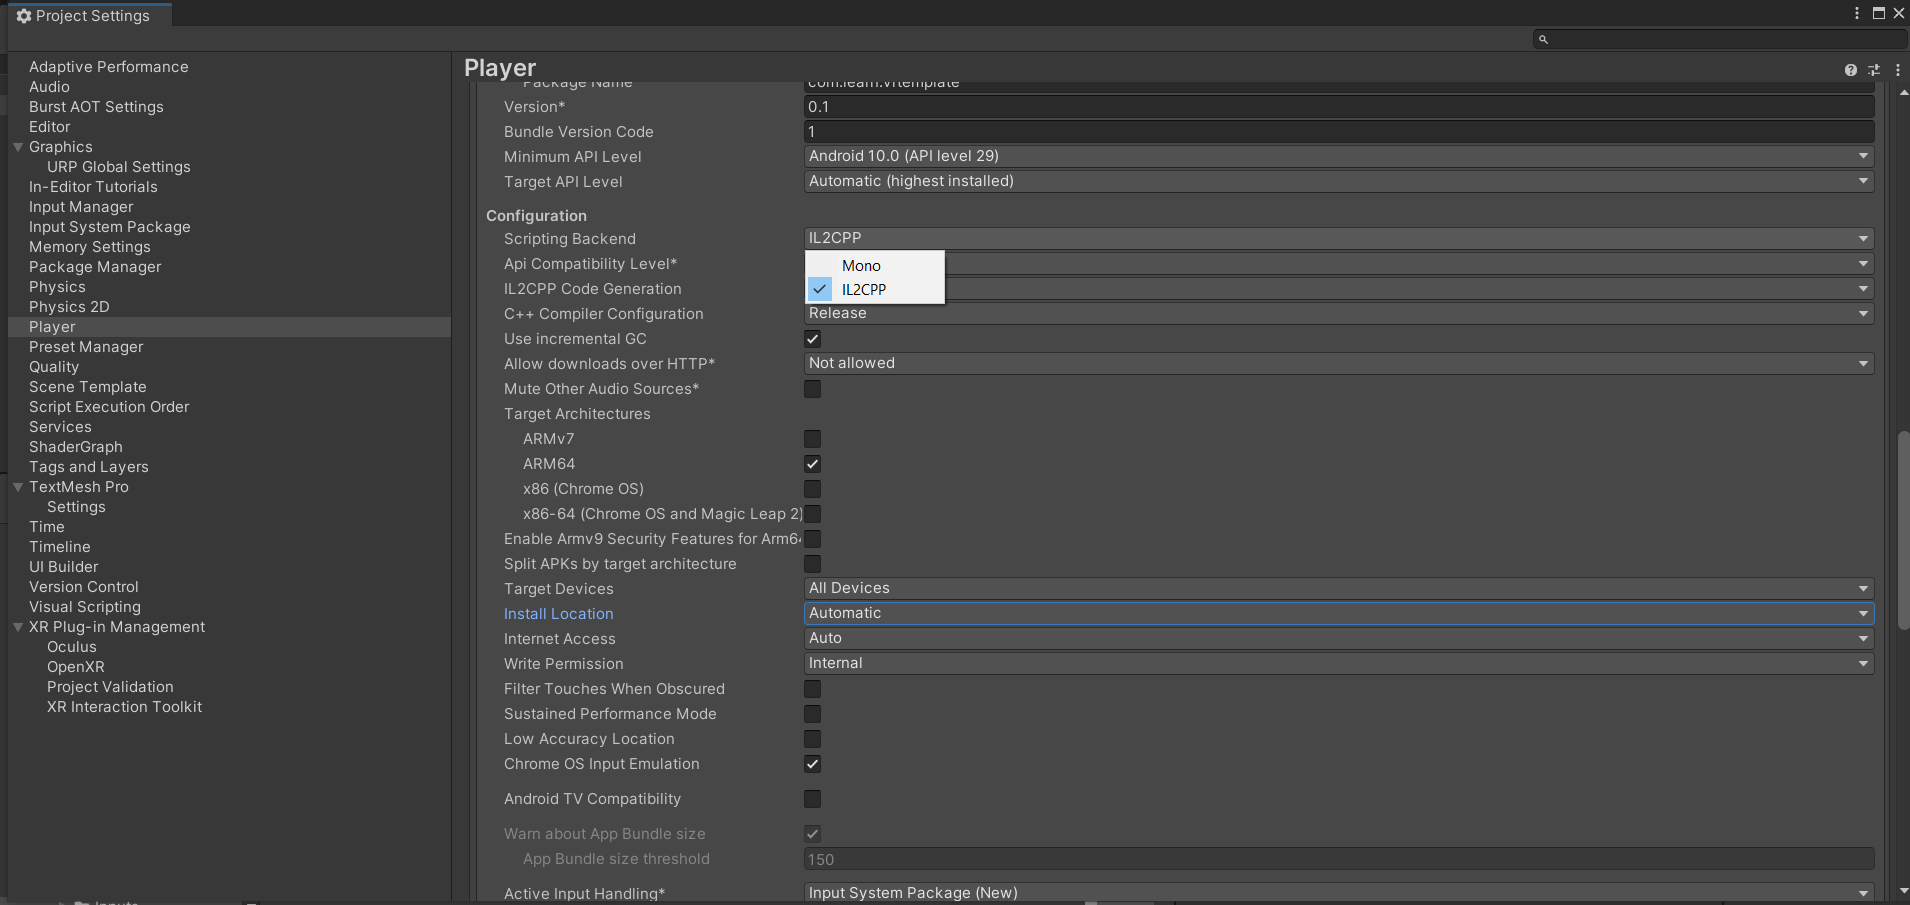 Project Settings
Adaptive Performance
Audio
Burst AOT Settings
Editor
Graphics
URP Global Settings
In-Editor Tutorials
Input Manager
Input System Package
Memory Settings
Package Manager
Physics
Physics 2D
Player
Preset Manager
Quality
Scene Template
Script Execution Order
Services
ShaderGraph
Tags and Layers
TextMesh Pro
Settings
Time
Timeline
UI Builder
Version Control
Visual Scripting
XR Plug-in Management
Oculus
OpenXR
Project Validation
XR Interaction Toolkit
Player
Package Name com.learn.vrtemplate
Version* 0.1
Bundle Version Code 1
Minimum API Level Android 10.0 (API level 29)
Target API Level Automatic (highest installed)
Configuration
Scripting Backend IL2CPP
Mono
IL2CPP
Api Compatibility Level*
IL2CPP Code Generation
C++ Compiler Configuration Release
Use incremental GC
Allow downloads over HTTP* Not allowed
Mute Other Audio Sources*
Target Architectures
ARMv7
ARM64
x86 (Chrome OS)
x86-64 (Chrome OS and Magic Leap 2)
Enable Armv9 Security Features for Arm64
Split APKs by target architecture
Target Devices All Devices
Install Location Automatic
Internet Access Auto
Write Permission Internal
Filter Touches When Obscured
Sustained Performance Mode
Low Accuracy Location
Chrome OS Input Emulation
Android TV Compatibility
Warn about App Bundle size
App Bundle size threshold 150
Active Input Handling* Input System Package (New)
Inputs